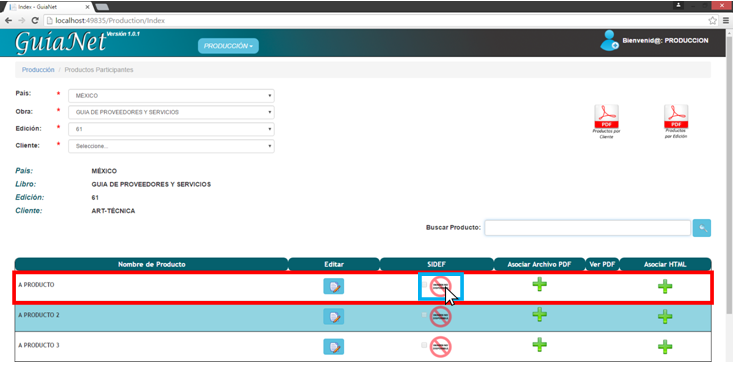 Index - GuiaNet
localhost:49835/Production/Index
GuíaNet Versión 1.0.1
PRODUCCIÓN
Bienvenid@: PRODUCCION
Producción / Productos Participantes
País: * MÉXICO
Obra: * GUIA DE PROVEEDORES Y SERVICIOS
Edición: * 61
Cliente: * Seleccione...
PDF PDF
Productos por Cliente
Productos por Edición
País: MÉXICO
Libro: GUIA DE PROVEEDORES Y SERVICIOS
Edición: 61
Cliente: ART-TÉCNICA
Buscar Producto:
Nombre de Producto Editar SIDEF Asociar Archivo PDF Ver PDF Asociar HTML
A PRODUCTO
A PRODUCTO 2
A PRODUCTO 3